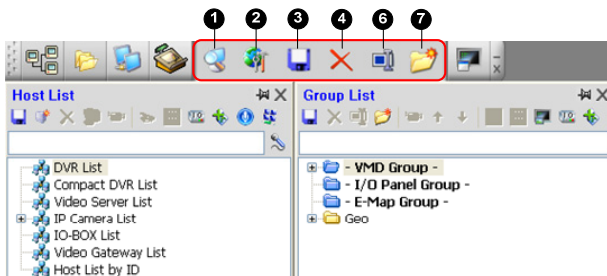 1 2 3 4 6 7
Host List
Group List
DVR List
Compact DVR List
Video Server List
IP Camera List
IO-BOX List
Video Gateway List
Host List by ID
- VMD Group -
- I/O Panel Group -
- E-Map Group -
Geo